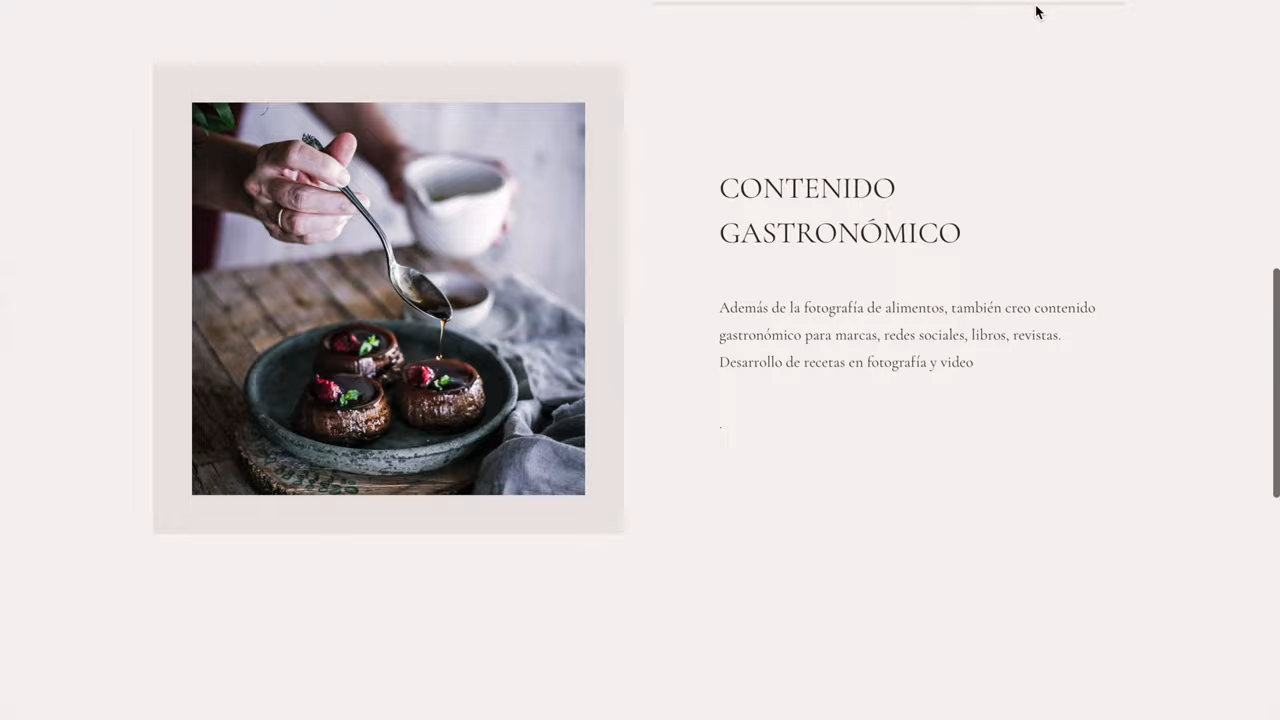 CONTENIDO
GASTRONÓMICO
Además de la fotografía de alimentos, también creo contenido
gastronómico para marcas, redes sociales, libros, revistas.
Desarrollo de recetas en fotografía y video
.